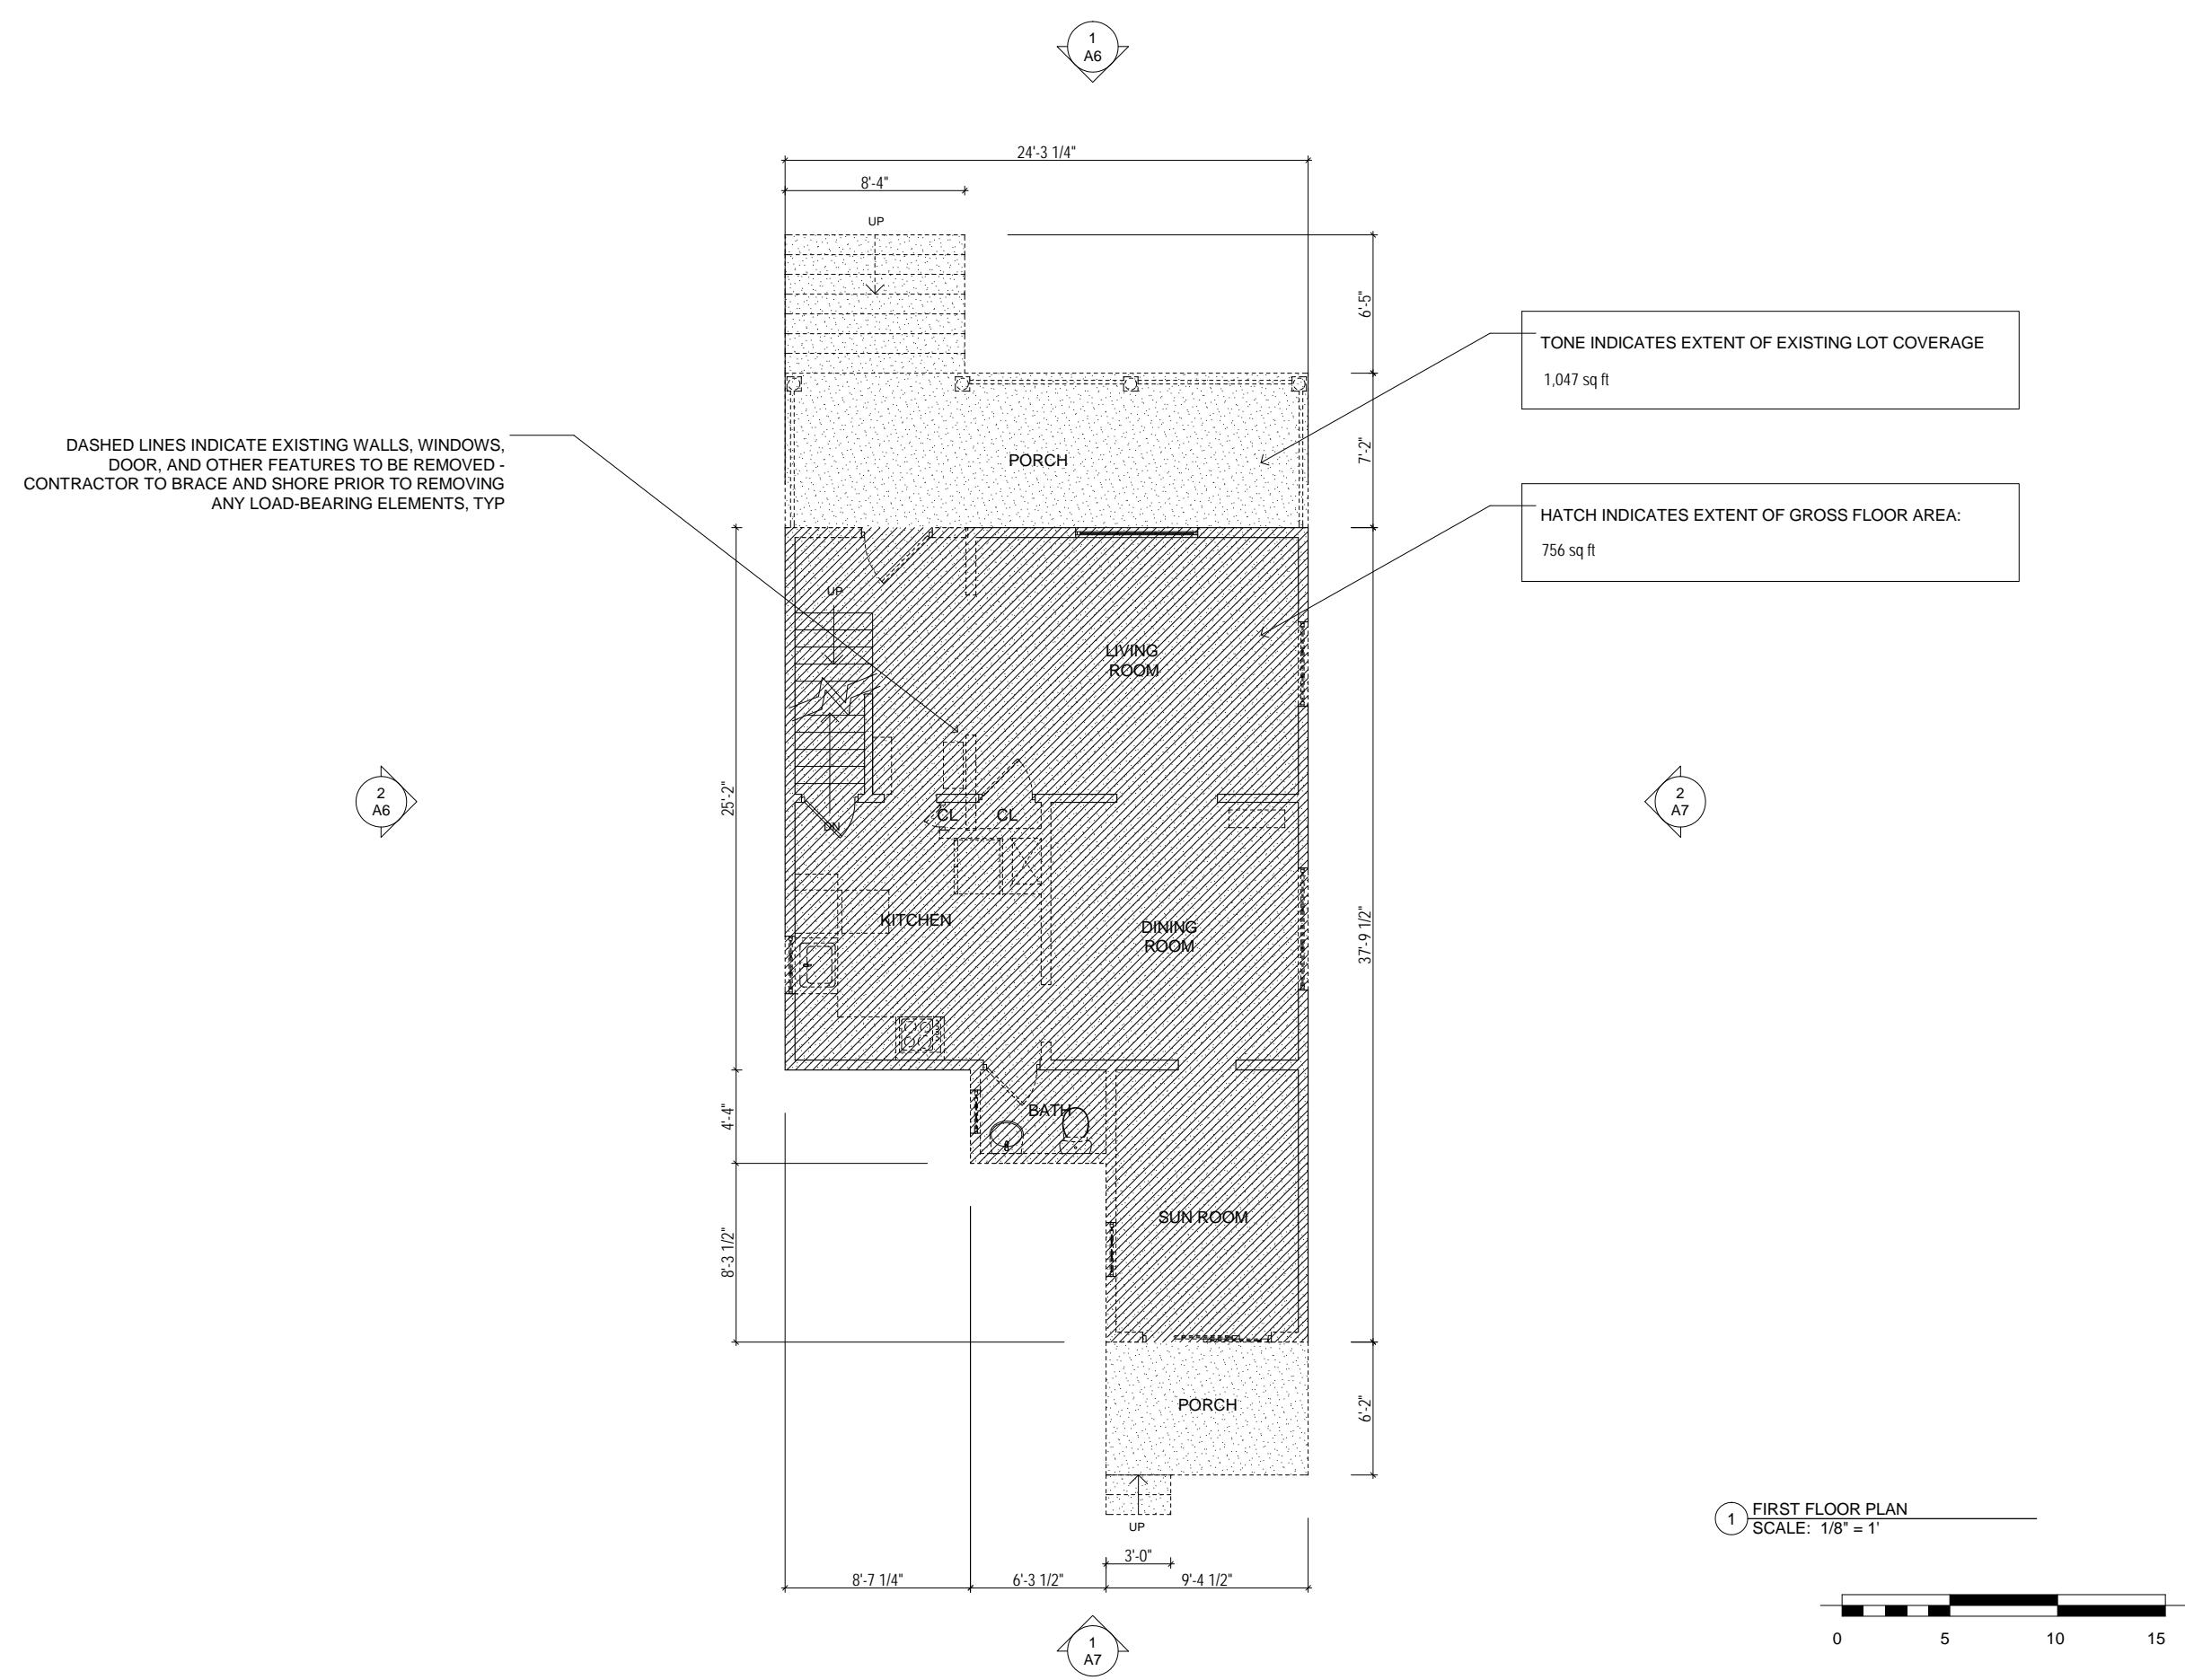 1
A6
24'-3 1/4"
8'-4"
UP
6'-5"
TONE INDICATES EXTENT OF EXISTING LOT COVERAGE
1,047 sq ft
DASHED LINES INDICATE EXISTING WALLS, WINDOWS,
DOOR, AND OTHER FEATURES TO BE REMOVED -
CONTRACTOR TO BRACE AND SHORE PRIOR TO REMOVING
ANY LOAD-BEARING ELEMENTS, TYP
PORCH
7'-2"
HATCH INDICATES EXTENT OF GROSS FLOOR AREA:
756 sq ft
UP
LIVING
ROOM
2
A6
25'-2"
2
A7
CL
CL
DN
KITCHEN
DINING
ROOM
37'-9 1/2"
4'-4"
BATH
8'-3 1/2"
SUN ROOM
PORCH
6'-2"
UP
3'-0"
8'-7 1/4"
6'-3 1/2"
9'-4 1/2"
1
A7
1
FIRST FLOOR PLAN
SCALE: 1/8" = 1'
0 5 10 15